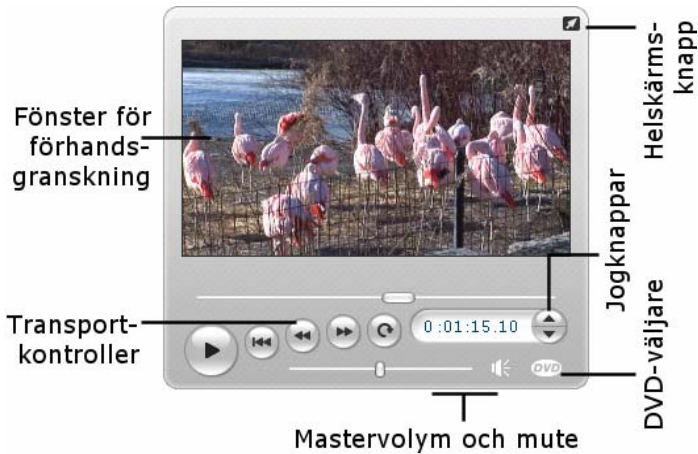 Fönster för
förhands-
granskning
Helskärms-
knapp
Jogknappar
Transport-
kontroller
0:01:15.10
DVD
DVD-väljare
Mastervolym och mute